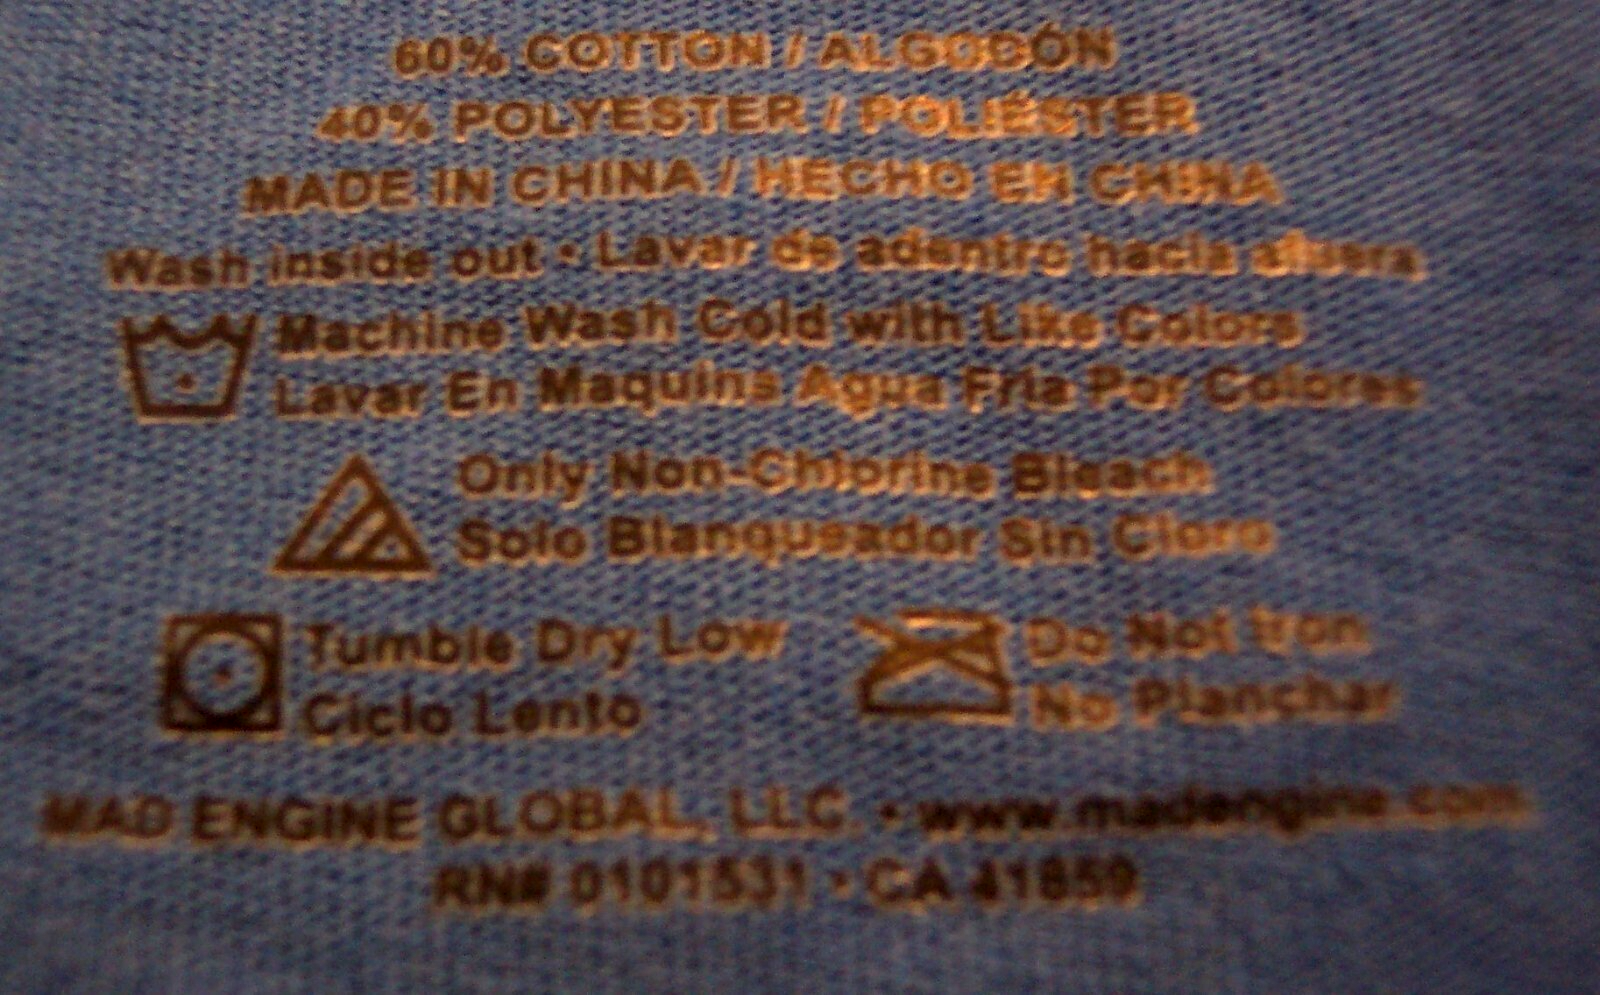 60% COTTON / ALGODÓN
40% POLYESTER / POLIÉSTER
MADE IN CHINA / HECHO EN CHINA
Wash inside out • Lavar de adentro hacia afuera
Machine Wash Cold with Like Colors
Lavar En Maquina Agua Fria Por Colores
Only Non-Chlorine Bleach
Solo Blanqueador Sin Cloro
Tumble Dry Low
Ciclo Lento
Do Not Iron
No Planchar
MAD ENGINE GLOBAL, LLC. • www.madengine.com
RN# 0101531 • CA 41859